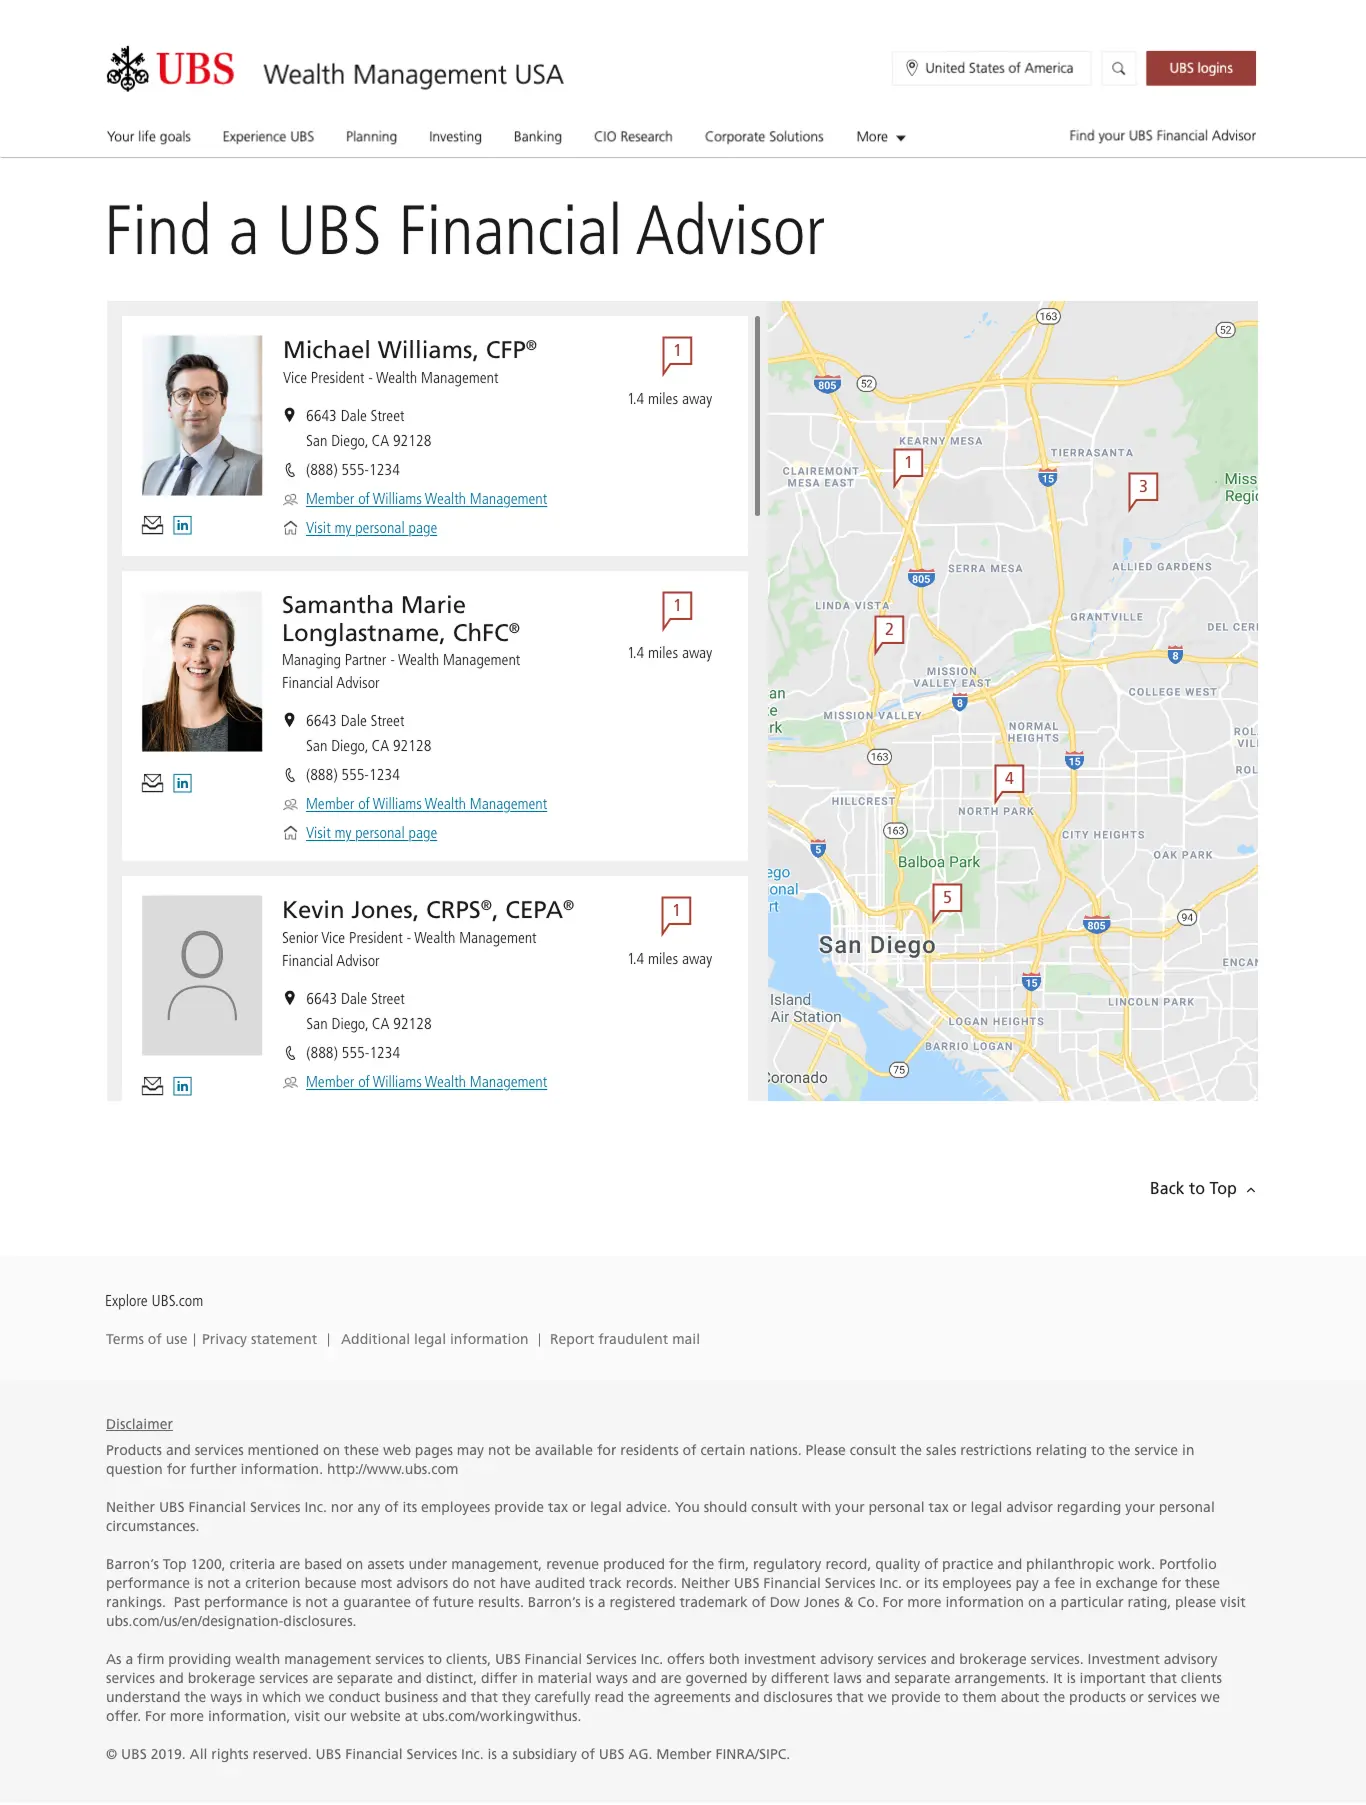 UBS Wealth Management USA
United States of America
UBS logins
Your life goals Experience UBS Planning Investing Banking CIO Research Corporate Solutions More Find your UBS Financial Advisor
Find a UBS Financial Advisor
Michael Williams, CFP®
Vice President - Wealth Management
6643 Dale Street
San Diego, CA 92128
(888) 555-1234
Member of Williams Wealth Management
Visit my personal page
in
1
1.4 miles away
Samantha Marie
Longlastname, ChFC®
Managing Partner - Wealth Management
Financial Advisor
6643 Dale Street
San Diego, CA 92128
(888) 555-1234
Member of Williams Wealth Management
Visit my personal page
in
1
1.4 miles away
Kevin Jones, CRPS®, CEPA®
Senior Vice President - Wealth Management
Financial Advisor
6643 Dale Street
San Diego, CA 92128
(888) 555-1234
Member of Williams Wealth Management
in
1
1.4 miles away
163
52
805
52
KEARNY MESA
TIERRASANTA
1
CLAIREMONT
MESA EAST
15
3
Miss
Regio
SERRA MESA
ALLIED GARDENS
805
LINDA VISTA
GRANTVILLE
2
DEL CER
8
MISSION
VALLEY EAST
8
COLLEGE WEST
an
e
rk
MISSION VALLEY
NORMAL
HEIGHTS
ROL
VIL
163
15
ROL
4
HILLCREST
NORTH PARK
163
CITY HEIGHTS
5
OAK PARK
Balboa Park
ego
onal
rt
5
94
805
San Diego
ENCAN
15
Island
Air Station
LINCOLN PARK
LOGAN HEIGHTS
BARRIO LOGAN
75
Coronado
Back to Top
Explore UBS.com
Terms of use | Privacy statement | Additional legal information | Report fraudulent mail
Disclaimer
Products and services mentioned on these web pages may not be available for residents of certain nations. Please consult the sales restrictions relating to the service in
question for further information. http://www.ubs.com
Neither UBS Financial Services Inc. nor any of its employees provide tax or legal advice. You should consult with your personal tax or legal advisor regarding your personal
circumstances.
Barron’s Top 1200, criteria are based on assets under management, revenue produced for the firm, regulatory record, quality of practice and philanthropic work. Portfolio
performance is not a criterion because most advisors do not have audited track records. Neither UBS Financial Services Inc. or its employees pay a fee in exchange for these
rankings. Past performance is not a guarantee of future results. Barron’s is a registered trademark of Dow Jones & Co. For more information on a particular rating, please visit
ubs.com/us/en/designation-disclosures.
As a firm providing wealth management services to clients, UBS Financial Services Inc. offers both investment advisory services and brokerage services. Investment advisory
services and brokerage services are separate and distinct, differ in material ways and are governed by different laws and separate arrangements. It is important that clients
understand the ways in which we conduct business and that they carefully read the agreements and disclosures that we provide to them about the products or services we
offer. For more information, visit our website at ubs.com/workingwithus.
© UBS 2019. All rights reserved. UBS Financial Services Inc. is a subsidiary of UBS AG. Member FINRA/SIPC.